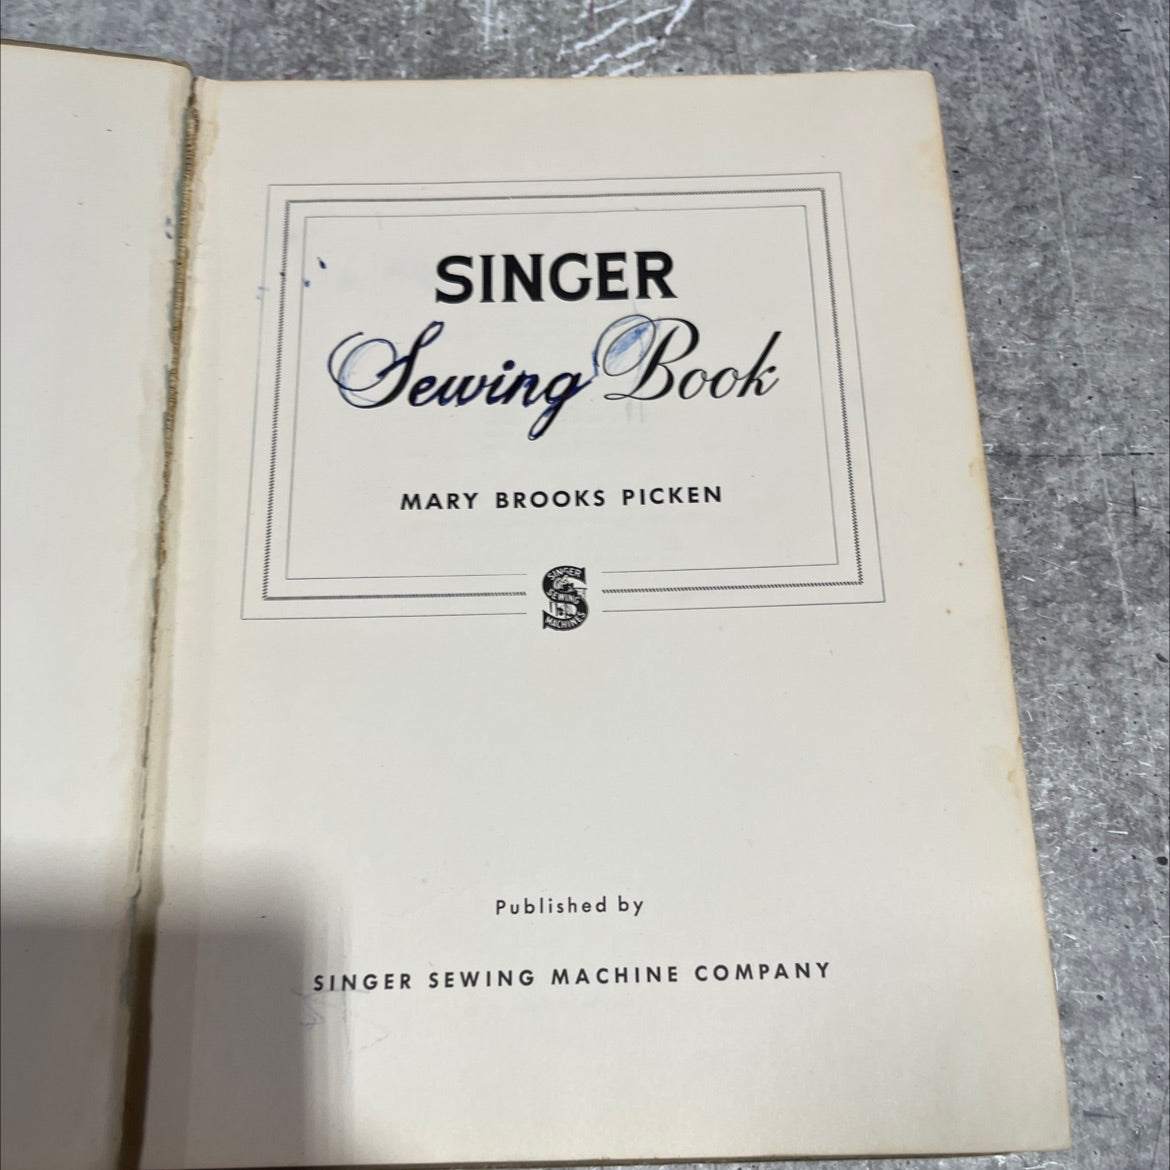 SINGER
Sewing Book
MARY BROOKS PICKEN
SINGER
SEWING
MACHINES
Published by
SINGER SEWING MACHINE COMPANY